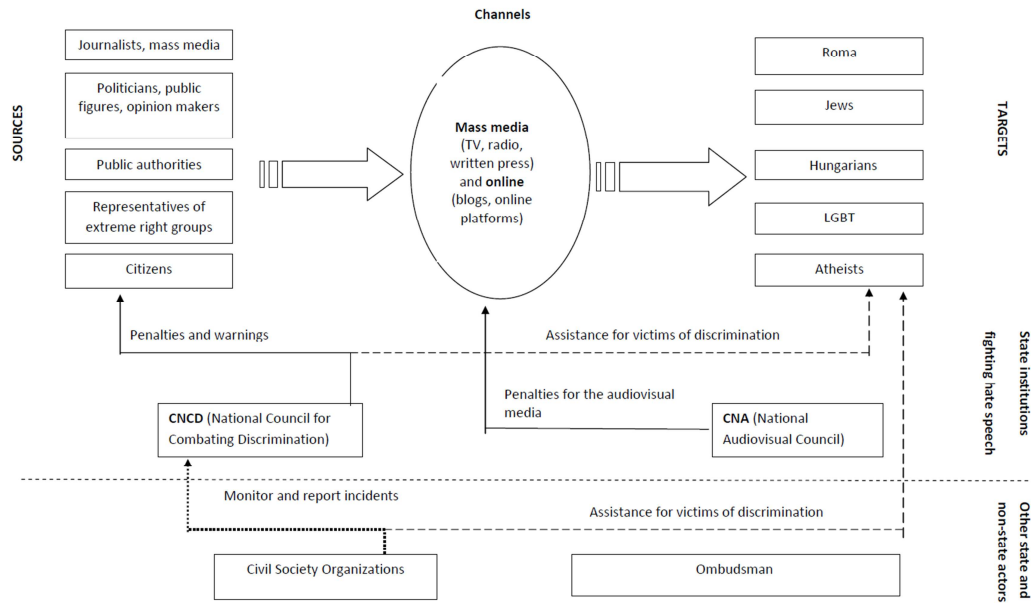 Channels
SOURCES
Journalists, mass media
Politicians, public
figures, opinion makers
Public authorities
Representatives of
extreme right groups
Citizens
Mass media
(TV, radio,
written press)
and online
(blogs, online
platforms)
TARGETS
Roma
Jews
Hungarians
LGBT
Atheists
Penalties and warnings
Assistance for victims of discrimination
State institutions
fighting hate speech
Penalties for the audiovisual
media
CNCD (National Council for
Combating Discrimination)
CNA (National
Audiovisual Council)
Monitor and report incidents
Assistance for victims of discrimination
Other state and
non-state actors
Civil Society Organizations
Ombudsman